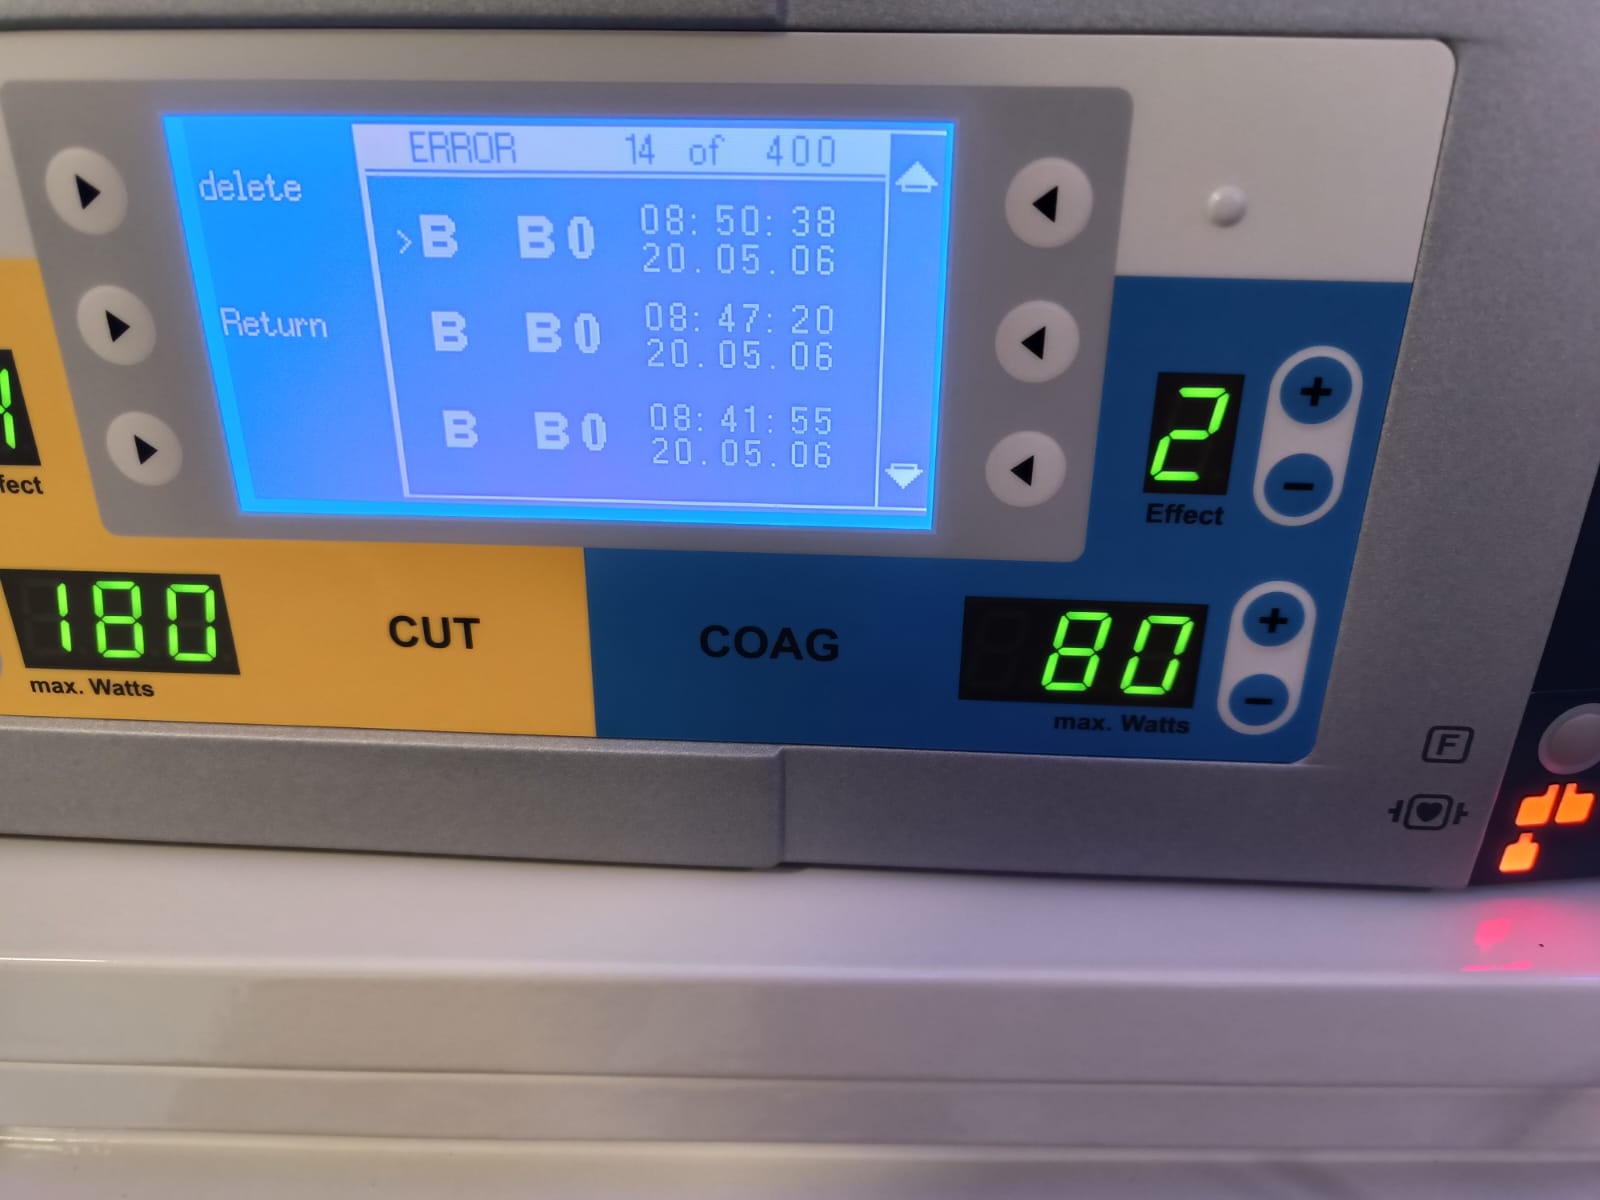 delete
Return
ERROR 14 of 400
>B B0 08:50:38
20.05.06
B B0 08:47:20
20.05.06
B B0 08:41:55
20.05.06
2
Effect
fect
180
max. Watts
CUT
COAG
80
max. Watts
F